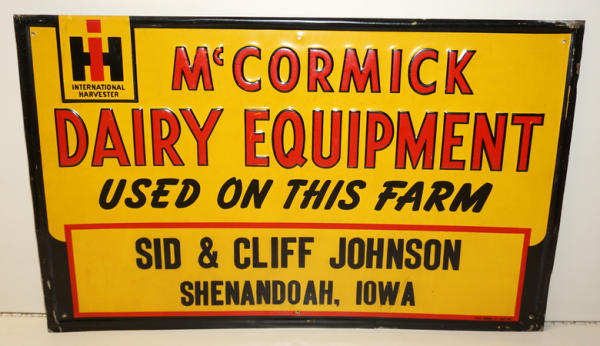 IH
INTERNATIONAL
HARVESTER
McCORMICK
DAIRY EQUIPMENT
USED ON THIS FARM
SID & CLIFF JOHNSON
SHENANDOAH, IOWA